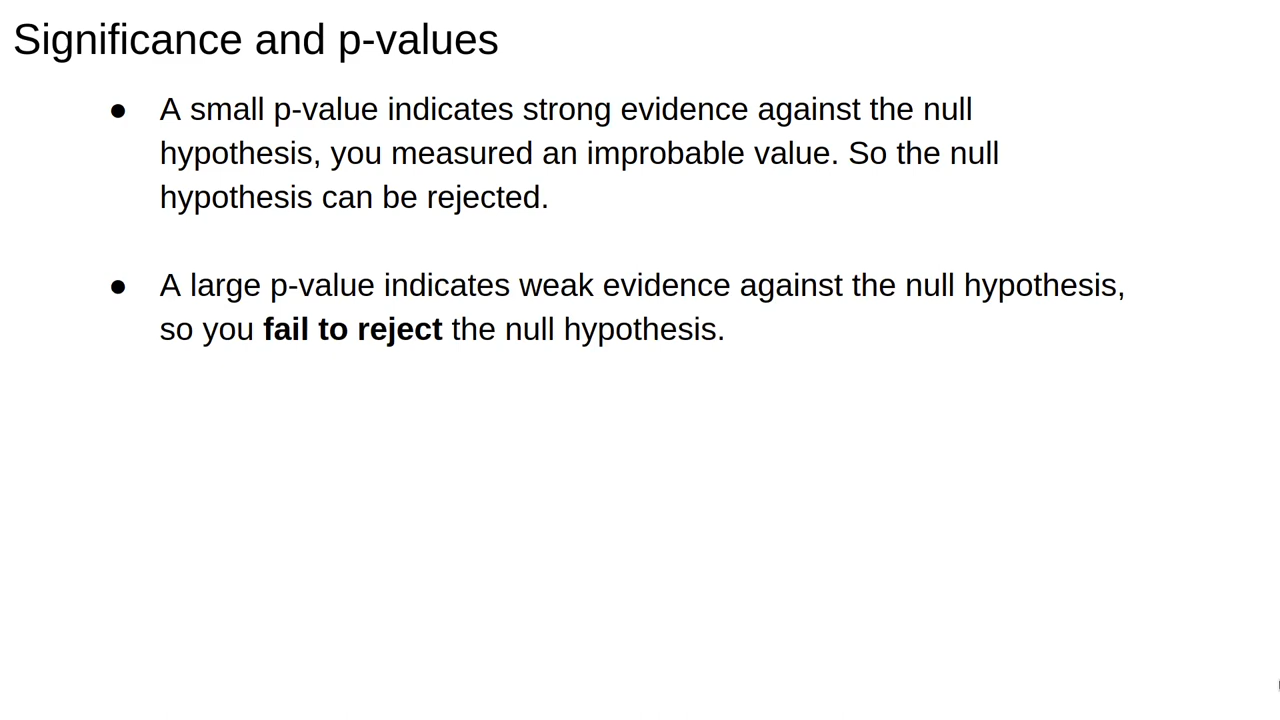 Significance and p-values
● A small p-value indicates strong evidence against the null
hypothesis, you measured an improbable value. So the null
hypothesis can be rejected.
● A large p-value indicates weak evidence against the null hypothesis,
so you fail to reject the null hypothesis.